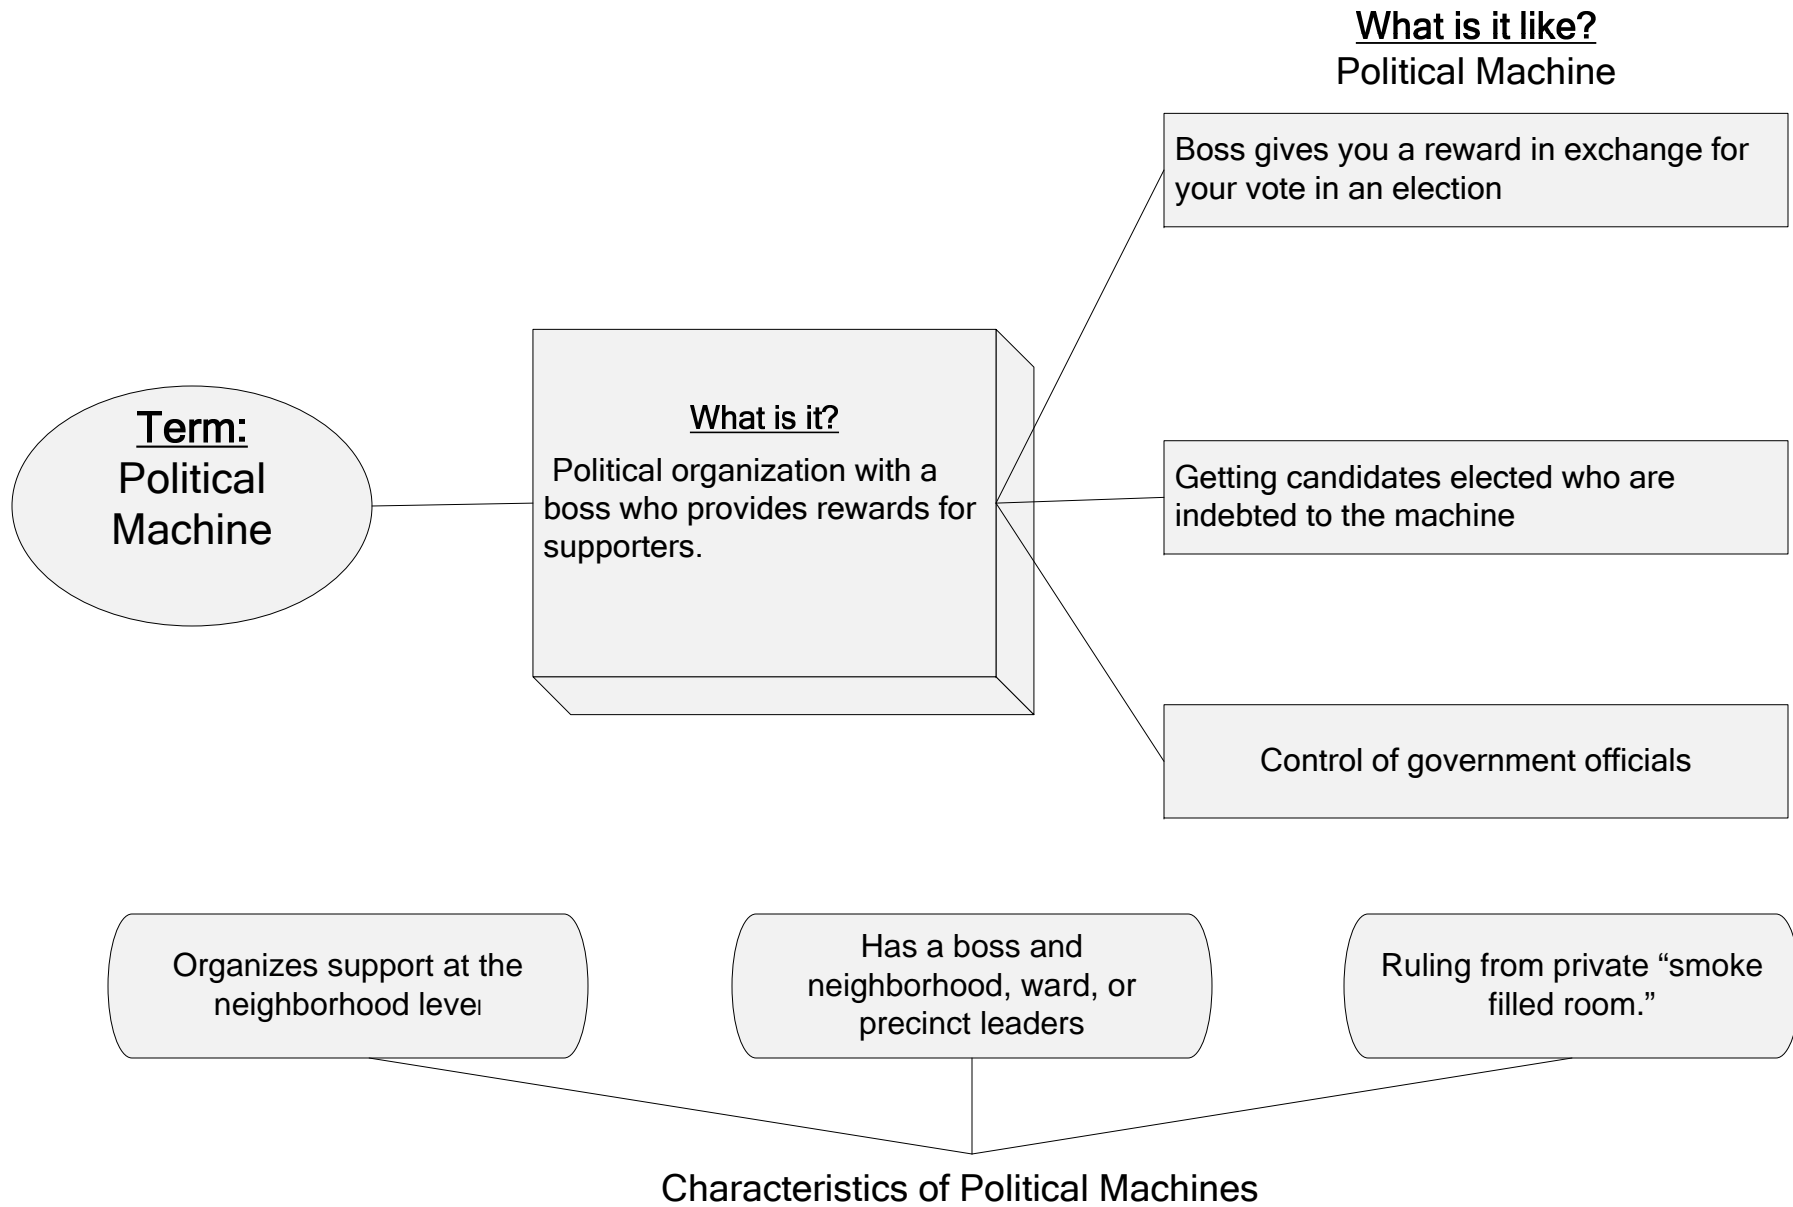 What is it like?
Political Machine
Boss gives you a reward in exchange for
your vote in an election
Term:
Political
Machine
What is it?
Political organization with a
boss who provides rewards for
supporters.
Getting candidates elected who are
indebted to the machine
Control of government officials
Organizes support at the
neighborhood level
Has a boss and
neighborhood, ward, or
precinct leaders
Ruling from private “smoke
filled room.”
Characteristics of Political Machines